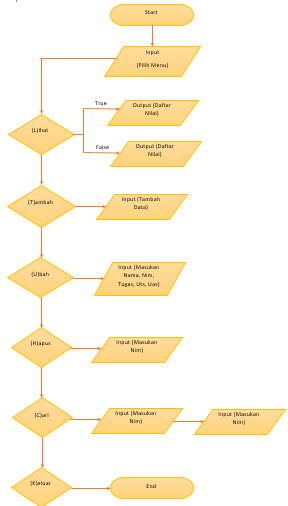 Start
Input
(Pilih Menu)
(L)ihat
True
Output (Daftar
Nilai)
False
Output (Daftar
Nilai)
(T)ambah
Input (Tambah
Data)
(U)bah
Input (Masukan
Nama, Nim,
Tugas, Uts, Uas)
(H)apus
Input (Masukan
Nim)
(C)ari
Input (Masukan
Nim)
Input (Masukan
Nim)
(K)eluar
End